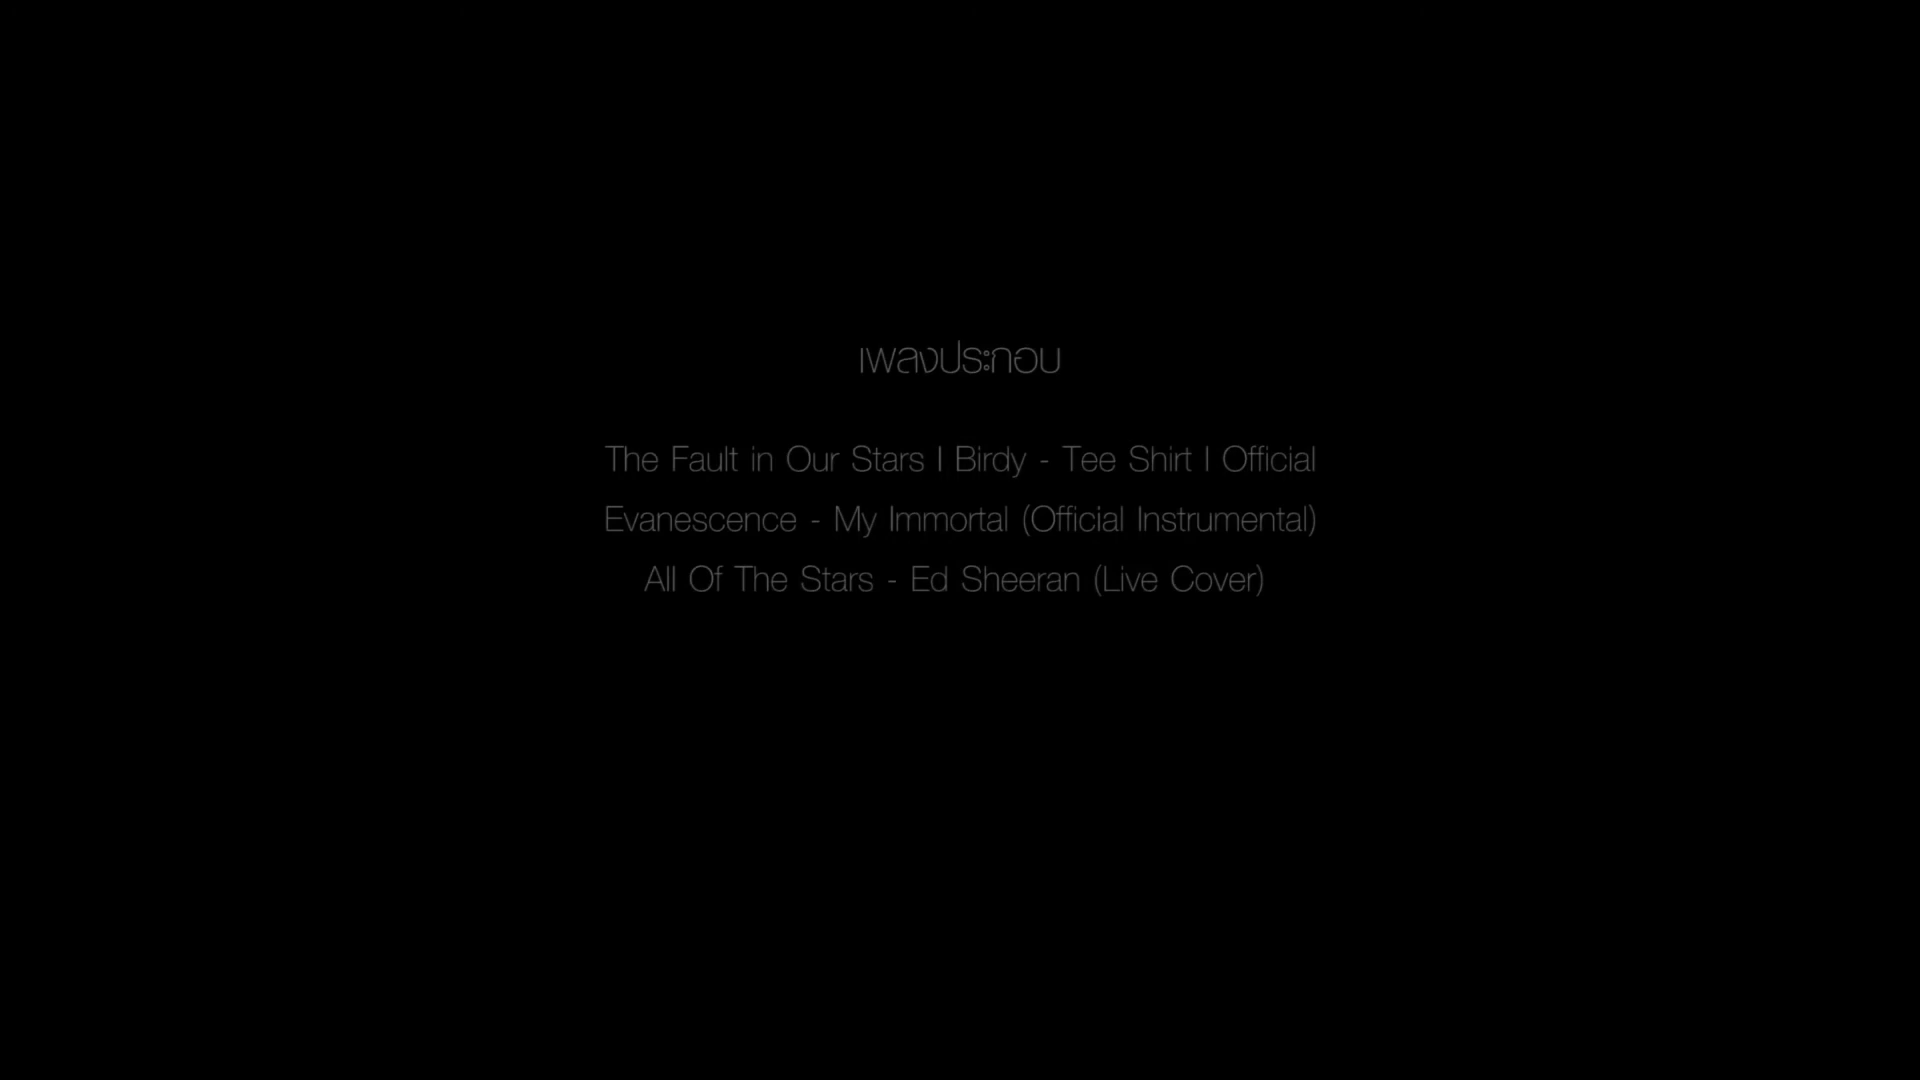 เพลงประกอบ
The Fault in Our Stars I Birdy - Tee Shirt I Official
Evanescence - My Immortal (Official Instrumental)
All Of The Stars - Ed Sheeran (Live Cover)